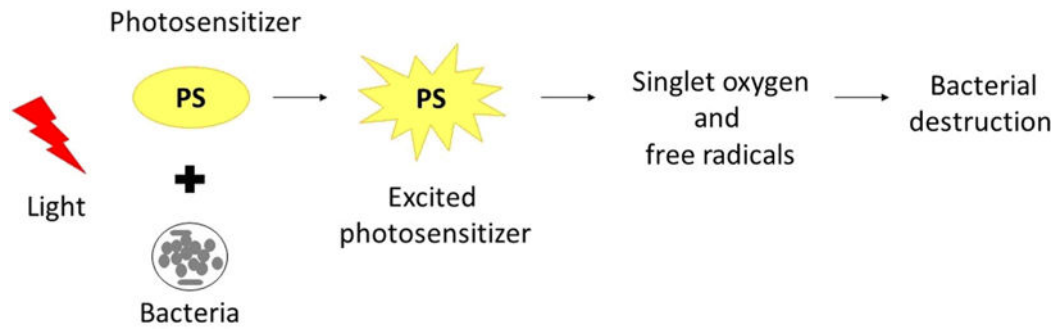 Photosensitizer
PS
Light
Bacteria
PS
Excited
photosensitizer
Singlet oxygen
and
free radicals
Bacterial
destruction